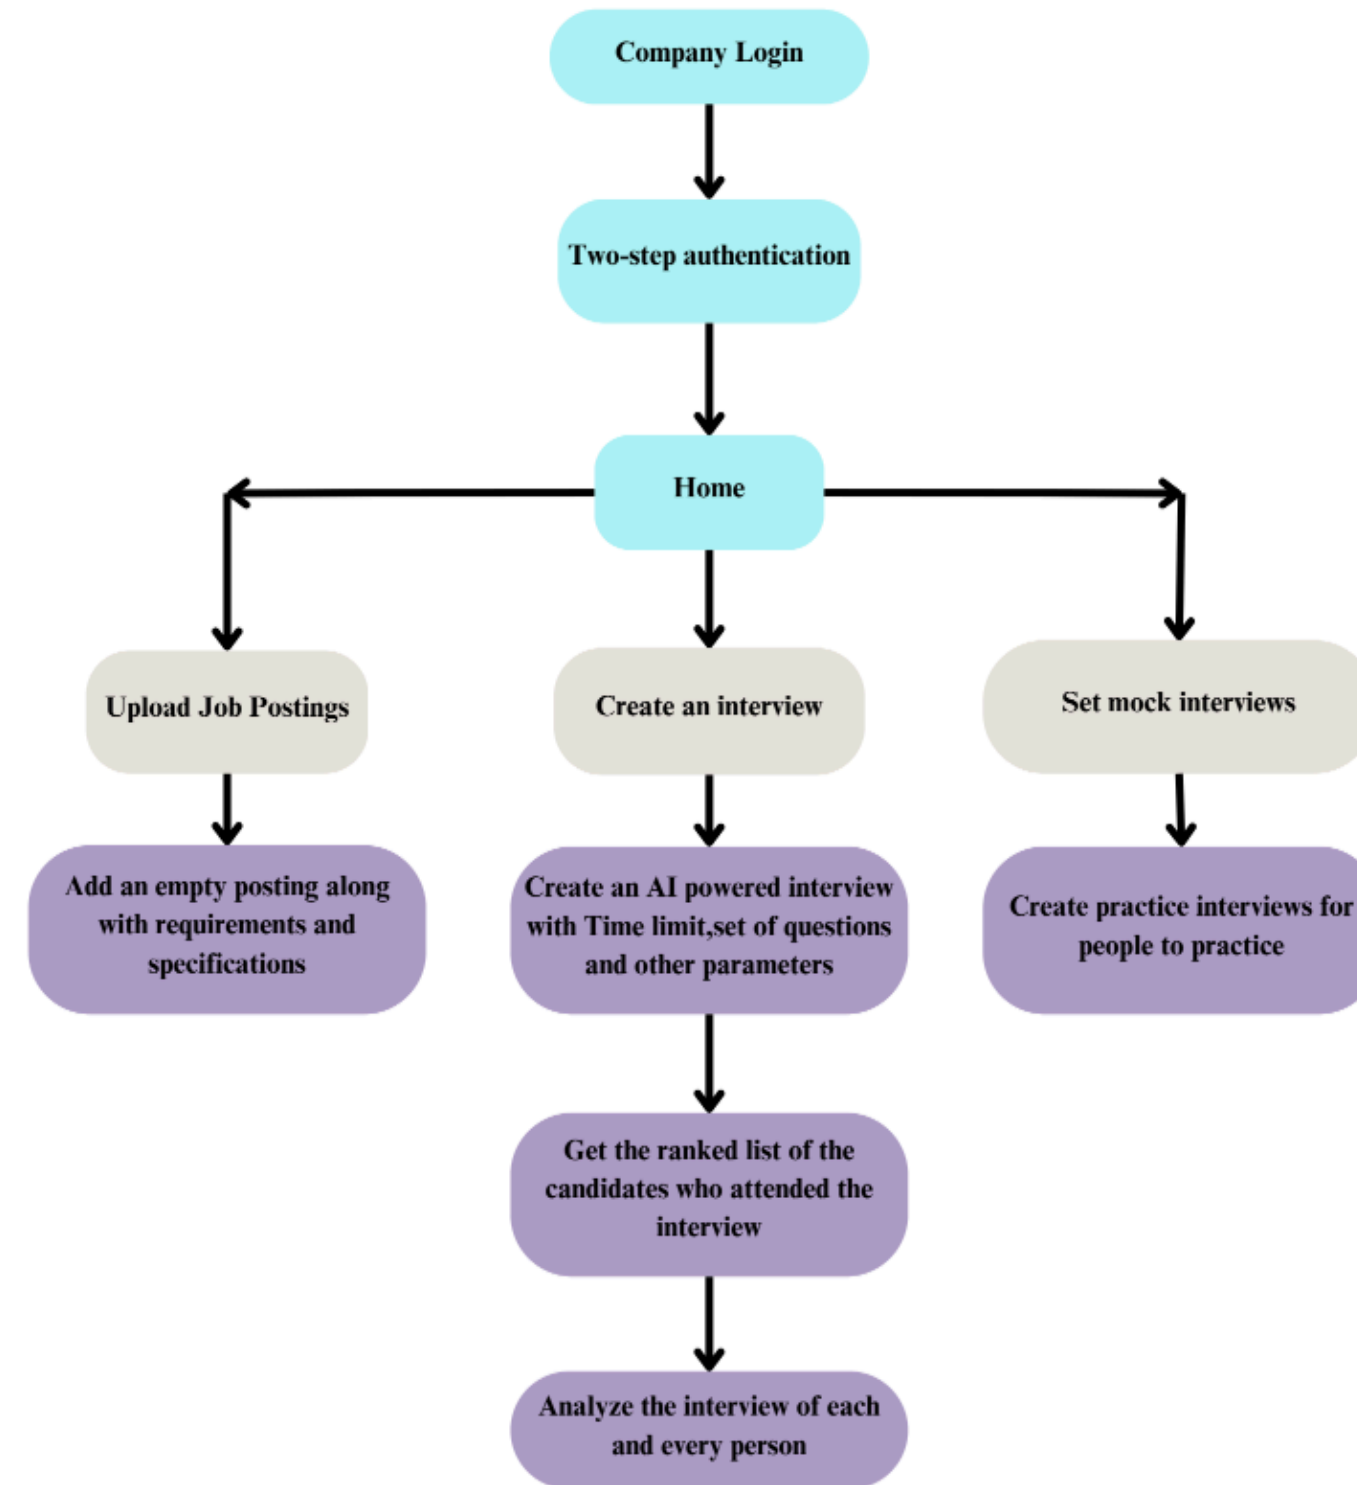 Company Login
Two-step authentication
Home
Upload Job Postings
Create an interview
Set mock interviews
Add an empty posting along
with requirements and
specifications
Create an AI powered interview
with Time limit,set of questions
and other parameters
Create practice interviews for
people to practice
Get the ranked list of the
candidates who attended the
interview
Analyze the interview of each
and every person